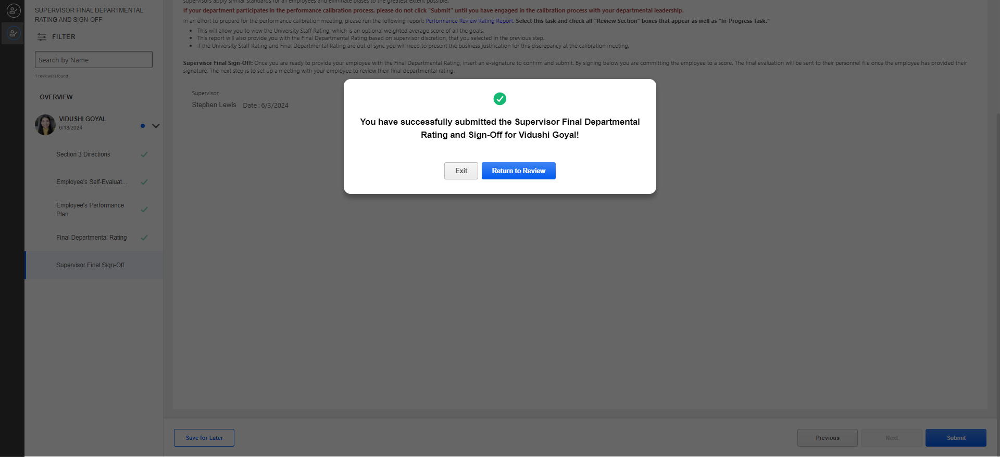 SUPERVISOR FINAL DEPARTMENTAL
RATING AND SIGN-OFF
FILTER
Search by Name
1 review(s) found
OVERVIEW
VIDUSHI GOYAL
6/13/2024
Section 3 Directions
Employee's Self-Evaluat...
Employee's Performance
Plan
Final Departmental Rating
Supervisor Final Sign-Off
supervisors apply similar standards for all employees and eliminate biases to the greatest extent possible.
If your department participates in the performance calibration process, please do not click "Submit" until you have engaged in the calibration process with your departmental leadership.
In an effort to prepare for the performance calibration meeting, please run the following report: Performance Review Rating Report. Select this task and check all "Review Section" boxes that appear as well as "In-Progress Task."
• This will allow you to view the University Staff Rating, which is an optional weighted average score of all the goals.
• This report will also provide you with the Final Departmental Rating based on supervisor discretion, that you selected in the previous step.
• If the University Staff Rating and Final Departmental Rating are out of sync you will need to present the business justification for this discrepancy at the calibration meeting.
Supervisor Final Sign-Off: Once you are ready to provide your employee with the Final Departmental Rating, insert an e-signature to confirm and submit. By signing below you are committing the employee to a score. The final evaluation will be sent to their personnel file once the employee has provided their
signature. The next step is to set up a meeting with your employee to review their final departmental rating.
Supervisor
Stephen Lewis Date : 6/3/2024
You have successfully submitted the Supervisor Final Departmental
Rating and Sign-Off for Vidushi Goyal!
Exit
Return to Review
Save for Later
Previous
Next
Submit